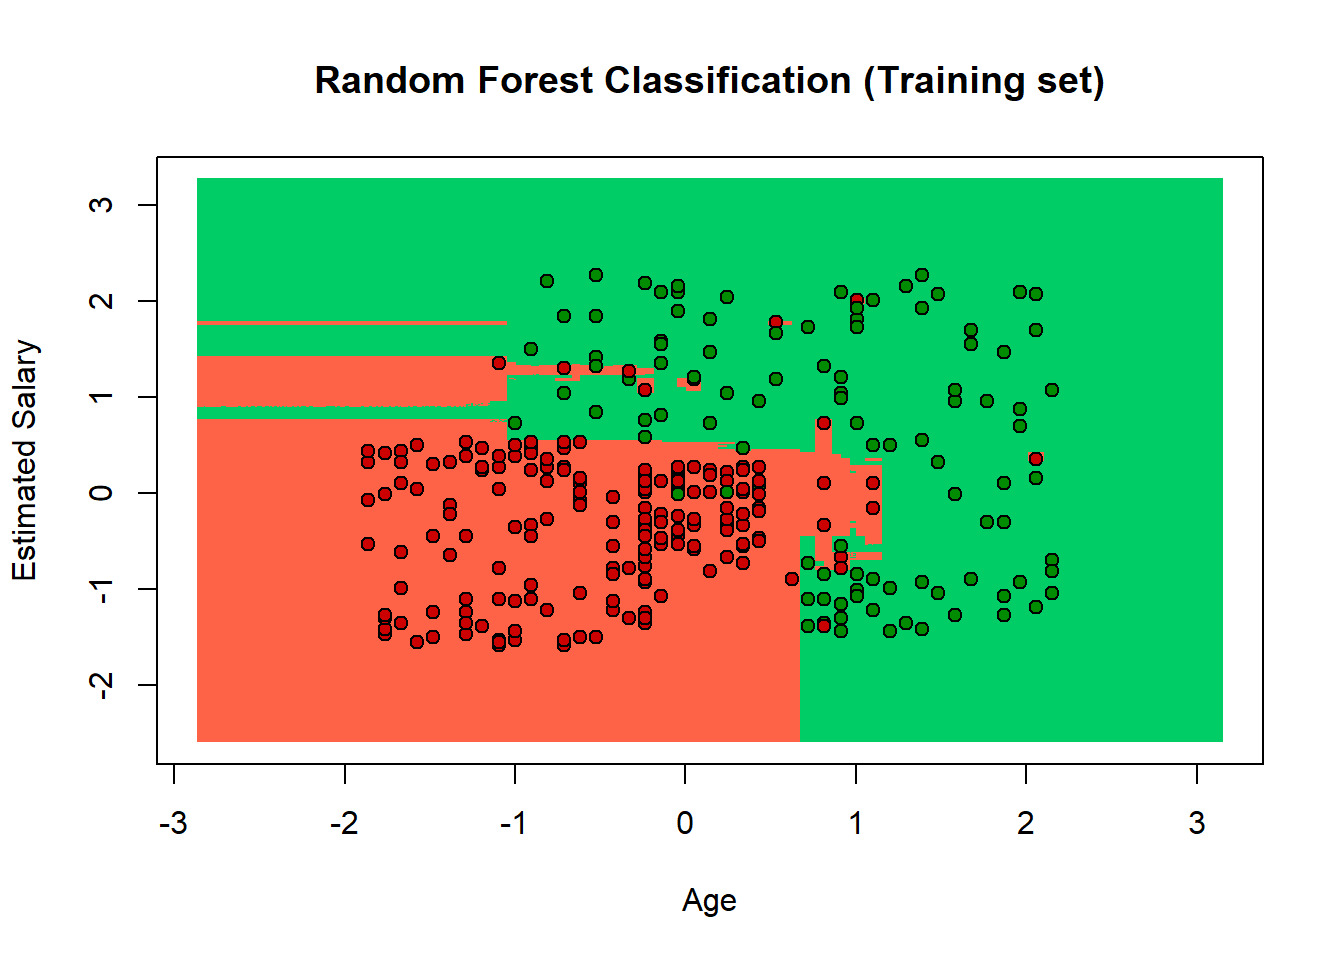 Random Forest Classification (Training set)
Estimated Salary
3
2
1
0
-1
-2
-3 -2 -1 0 1 2 3
Age